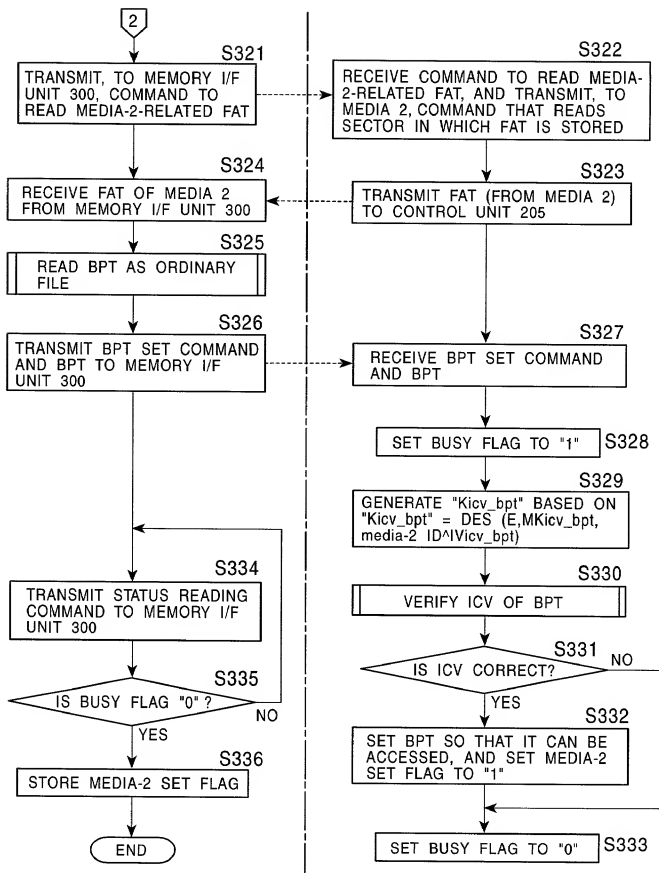 2
S321
TRANSMIT, TO MEMORY I/F
UNIT 300, COMMAND TO
READ MEDIA-2-RELATED FAT
S322
RECEIVE COMMAND TO READ MEDIA-
2-RELATED FAT, AND TRANSMIT, TO
MEDIA 2, COMMAND THAT READS
SECTOR IN WHICH FAT IS STORED
S324
RECEIVE FAT OF MEDIA 2
FROM MEMORY I/F UNIT 300
S323
TRANSMIT FAT (FROM MEDIA 2)
TO CONTROL UNIT 205
S325
READ BPT AS ORDINARY
FILE
S326
TRANSMIT BPT SET COMMAND
AND BPT TO MEMORY I/F
UNIT 300
S327
RECEIVE BPT SET COMMAND
AND BPT
SET BUSY FLAG TO "1"
S328
S329
GENERATE "Kicv_bpt" BASED ON
"Kicv_bpt" = DES (E,MKicv_bpt,
media-2 ID^IVicv_bpt)
S330
VERIFY ICV OF BPT
S331
IS ICV CORRECT?
NO
YES
S332
SET BPT SO THAT IT CAN BE
ACCESSED, AND SET MEDIA-2
SET FLAG TO "1"
SET BUSY FLAG TO "0"
S333
S334
TRANSMIT STATUS READING
COMMAND TO MEMORY I/F
UNIT 300
S335
IS BUSY FLAG "0" ?
NO
YES
S336
STORE MEDIA-2 SET FLAG
END